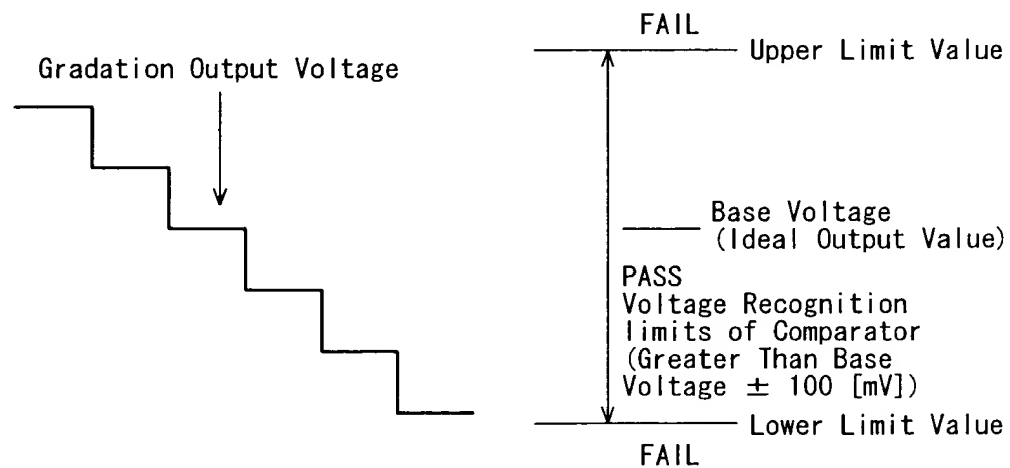 FAIL
Upper Limit Value
Gradation Output Voltage
Base Voltage
(Ideal Output Value)
PASS
Voltage Recognition
limits of Comparator
(Greater Than Base
Voltage ± 100 [mV])
Lower Limit Value
FAIL